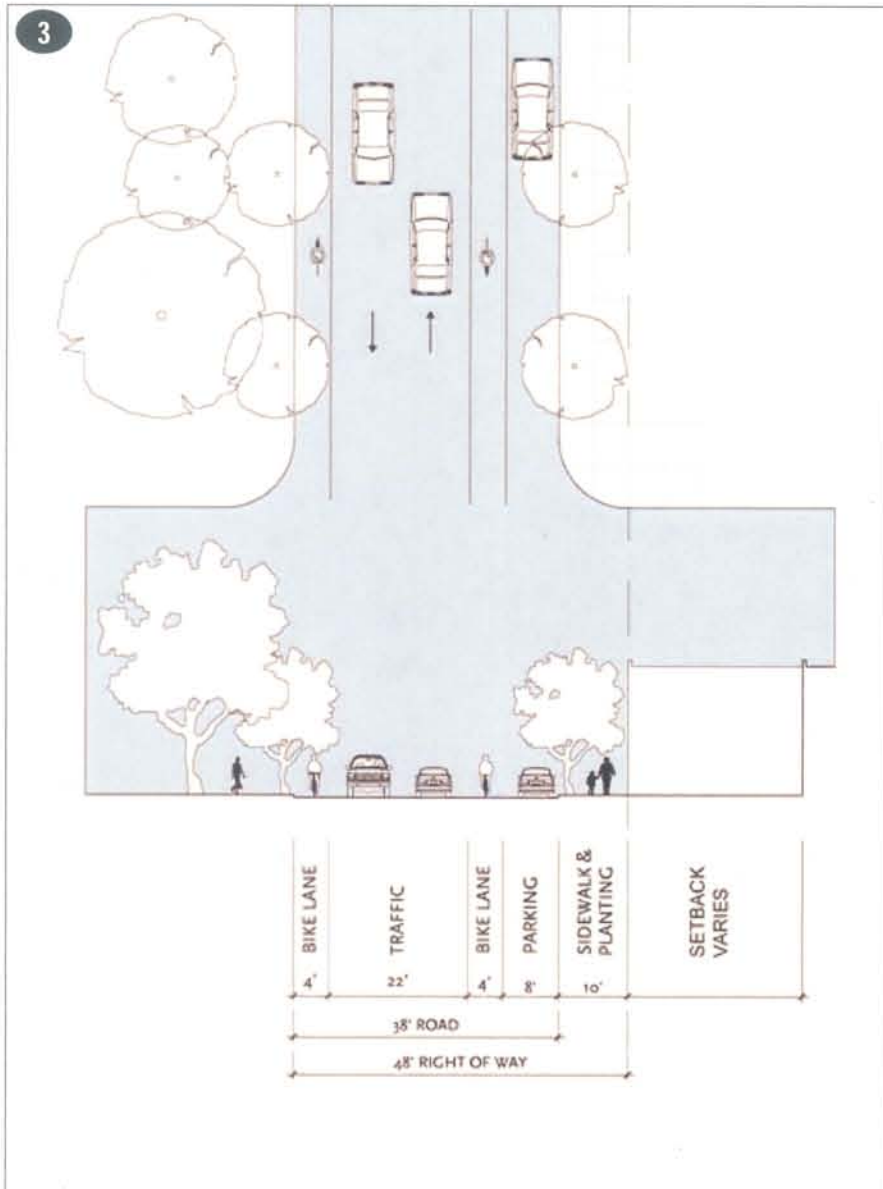 3
BIKE LANE
TRAFFIC
BIKE LANE
PARKING
SIDEWALK &
PLANTING
SETBACK
VARIES
4'
22'
4'
8'
10'
38' ROAD
48' RIGHT OF WAY